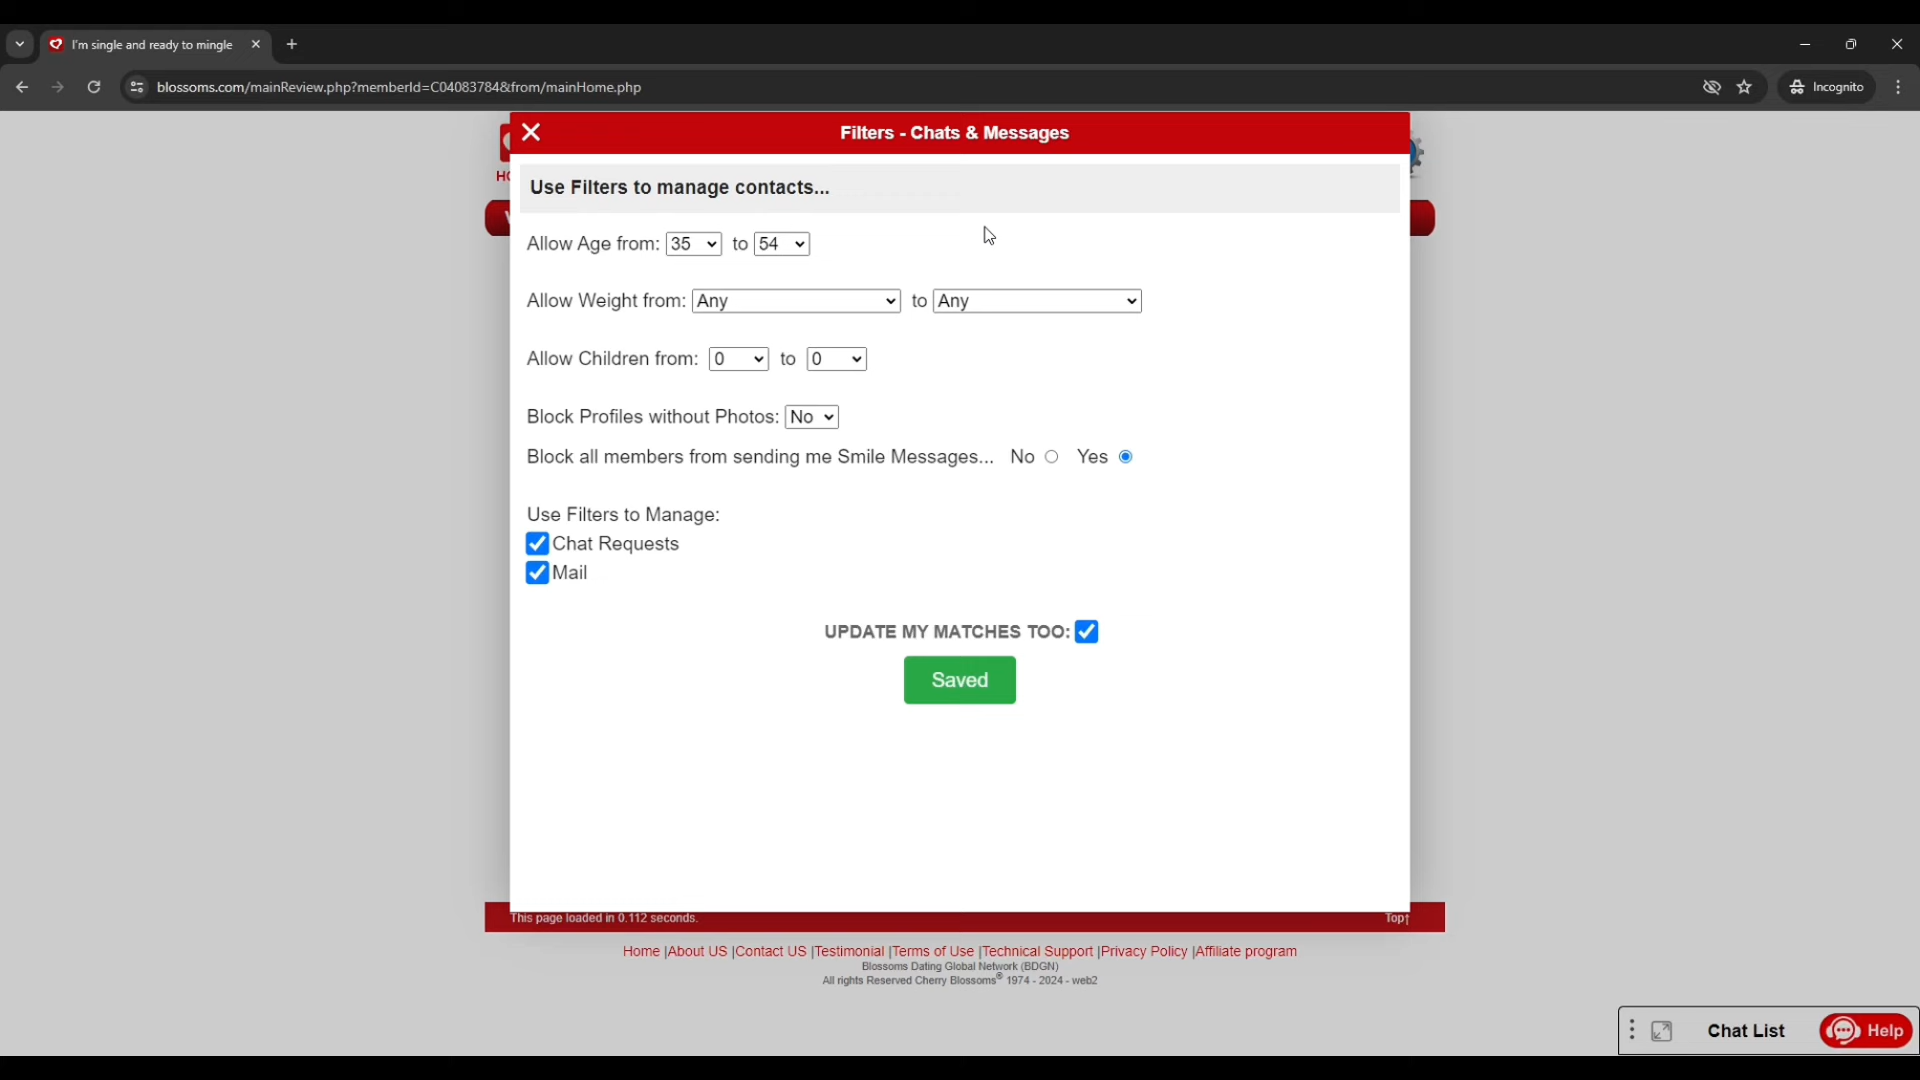 I'm single and ready to mingle
blossoms.com/mainReview.php?memberId=C04083784&from/mainHome.php
Incognito
Filters - Chats & Messages
Use Filters to manage contacts...
Allow Age from: 35 to 54
Allow Weight from: Any to Any
Allow Children from: 0 to 0
Block Profiles without Photos: No
Block all members from sending me Smile Messages... No Yes
Use Filters to Manage:
Chat Requests
Mail
UPDATE MY MATCHES TOO:
Saved
This page loaded in 0.112 seconds. Top↑
Home |About US |Contact US |Testimonial |Terms of Use |Technical Support |Privacy Policy |Affiliate program
Blossoms Dating Global Network (BDGN)
All rights Reserved Cherry Blossoms® 1974 - 2024 - web2
Chat List
Help